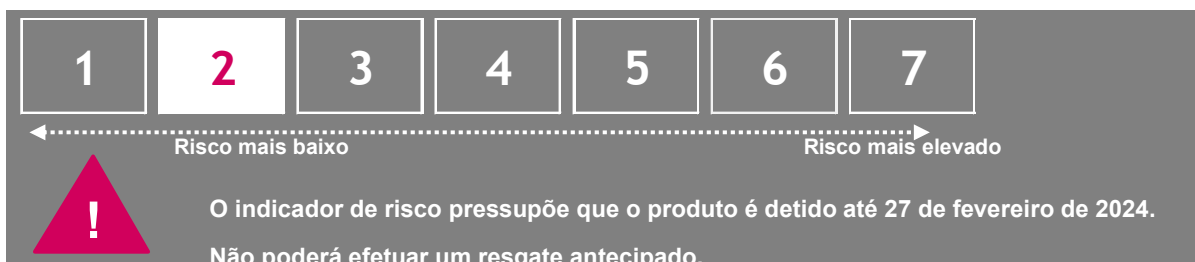 1 2 3 4 5 6 7
Risco mais baixo Risco mais elevado
! O indicador de risco pressupõe que o produto é detido até 27 de fevereiro de 2024.
Não poderá efetuar um resgate antecipado.